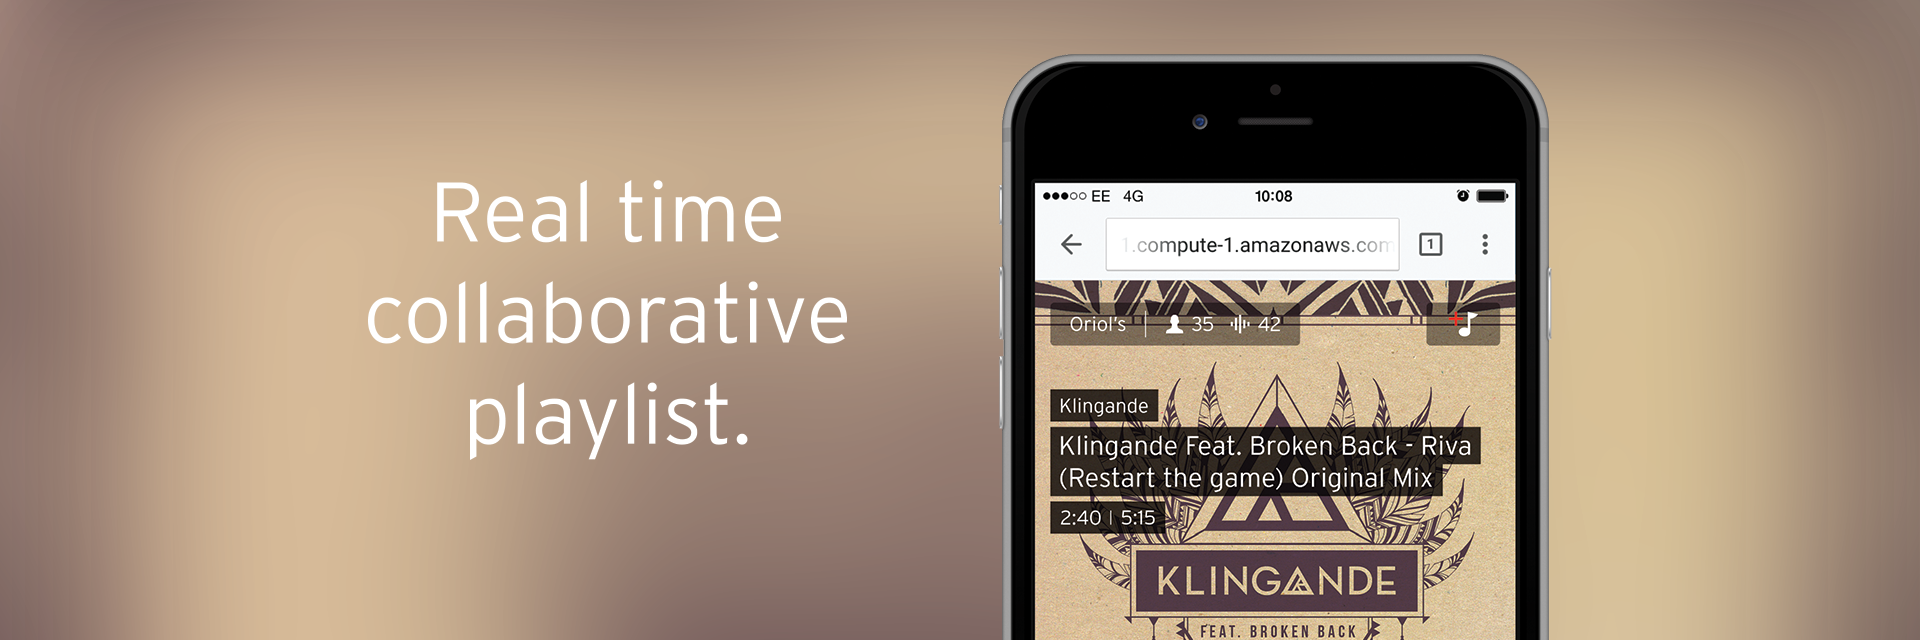 Real time
collaborative
playlist.
EE 4G
10:08
1.compute-1.amazonaws.com
1
Oriol's | 35 42
Klingande
Klingande Feat. Broken Back - Riva
(Restart the game) Original Mix
2:40 | 5:15
KLINGANDE
FEAT. BROKEN BACK